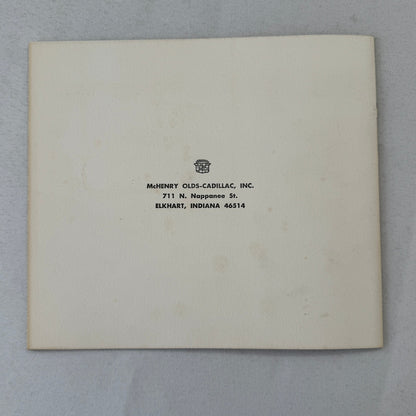 McHENRY OLDS-CADILLAC, INC.
711 N. Nappanee St.
ELKHART, INDIANA 46514